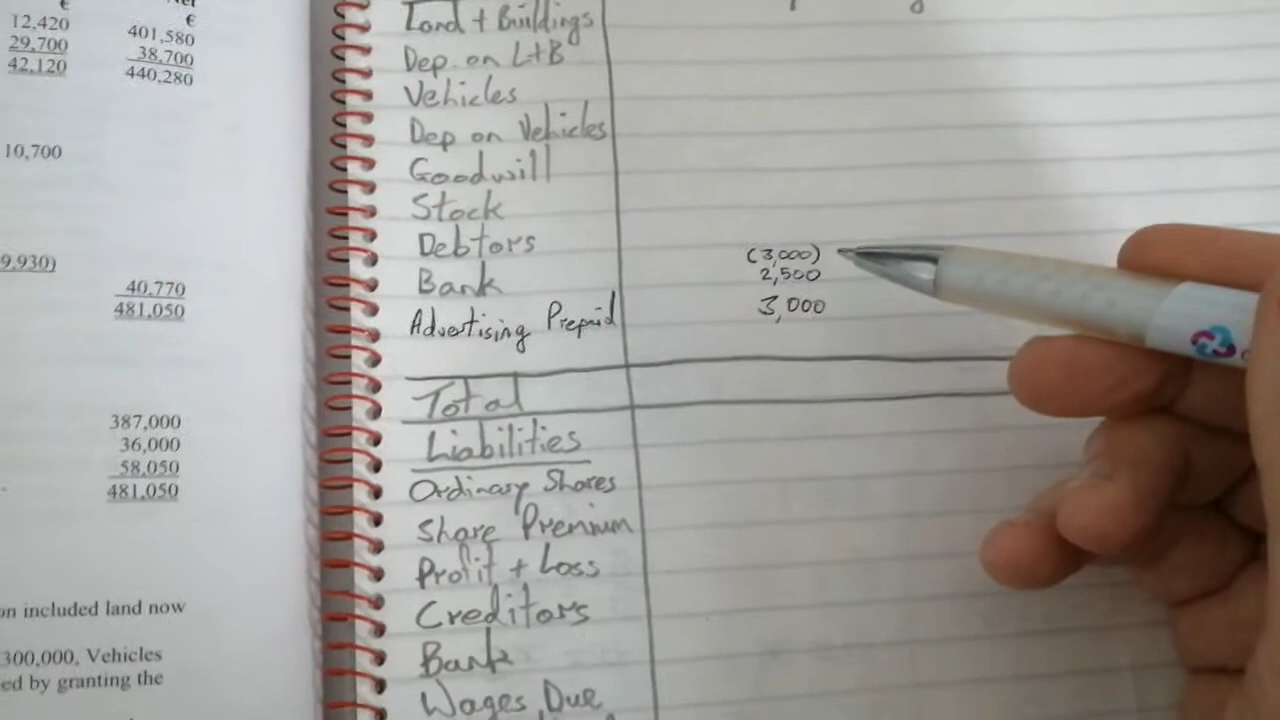 €
Net
€
12,420 401,580
29,700 38,700
42,120 440,280
10,700
9,930)
40,770
481,050
387,000
36,000
58,050
481,050
on included land now
300,000, Vehicles
ed by granting the
Land + Buildings
Dep. on L+B
Vehicles
Dep on Vehicles
Goodwill
Stock
Debtors
(3,000)
Bank 2,500
Advertising Prepaid 3,000
Total
Liabilities
Ordinary Shares
Share Premium
Profit + Loss
Creditors
Bank
Wages Due